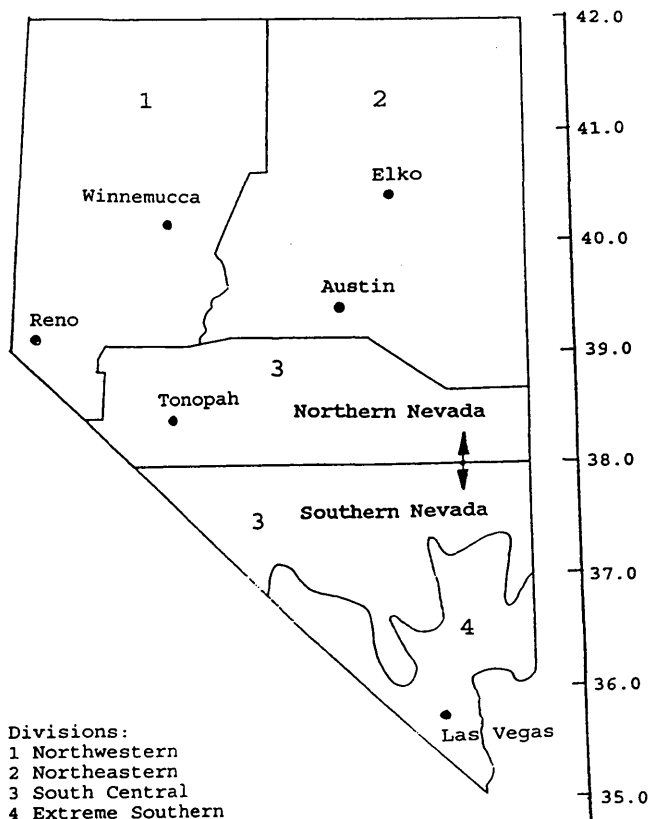 42.0
1
2
41.0
Elko
Winnemucca
40.0
Austin
Reno
39.0
3
Tonopah
Northern Nevada
38.0
3
Southern Nevada
37.0
4
36.0
Las Vegas
Divisions:
1 Northwestern
2 Northeastern
3 South Central
4 Extreme Southern
35.0